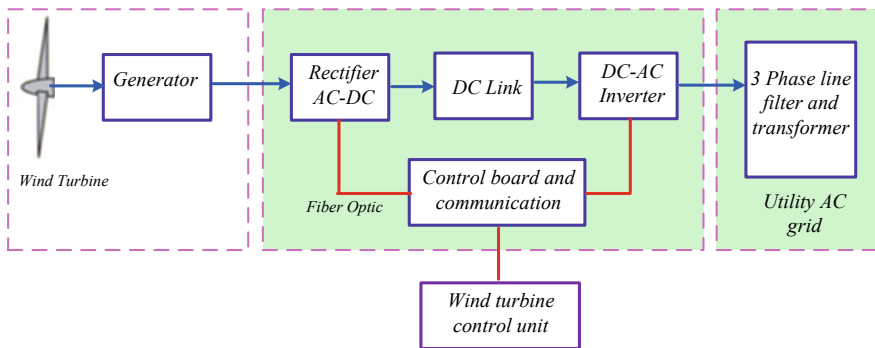 Generator
Rectifier
AC-DC
DC Link
DC-AC
Inverter
3 Phase line
filter and
transformer
Wind Turbine
Fiber Optic
Control board and
communication
Utility AC
grid
Wind turbine
control unit